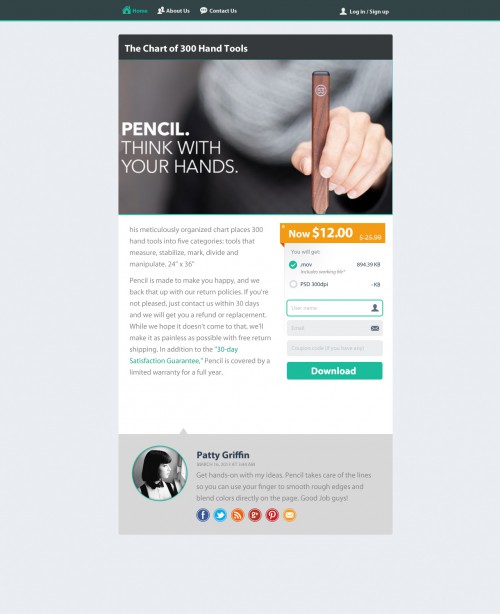 Home About Us Contact Us Log in / Sign up
The Chart of 300 Hand Tools
PENCIL.
THINK WITH
YOUR HANDS.
his meticulously organized chart places 300
hand tools into five categories: tools that
measure, stabilize, mark, divide and
manipulate. 24" x 36"
Pencil is made to make you happy, and we
back that up with our return policies. If you're
not pleased, just contact us within 30 days
and we will get you a refund or replacement.
While we hope it doesn't come to that, we'll
make it as painless as possible with free return
shipping. In addition to the "30-day
Satisfaction Guarantee," Pencil is covered by a
limited warranty for a full year.
Now $12.00 $ 25.99
You will get
.mov 894.39 KB
Includes working file*
PSD 300dpi - KB
User name
Email
Coupon code (if you have any)
Download
Patty Griffin
MARCH 16, 2013 AT 3:44 AM
Get hands-on with my ideas. Pencil takes care of the lines
so you can use your finger to smooth rough edges and
blend colors directly on the page. Good Job guys!